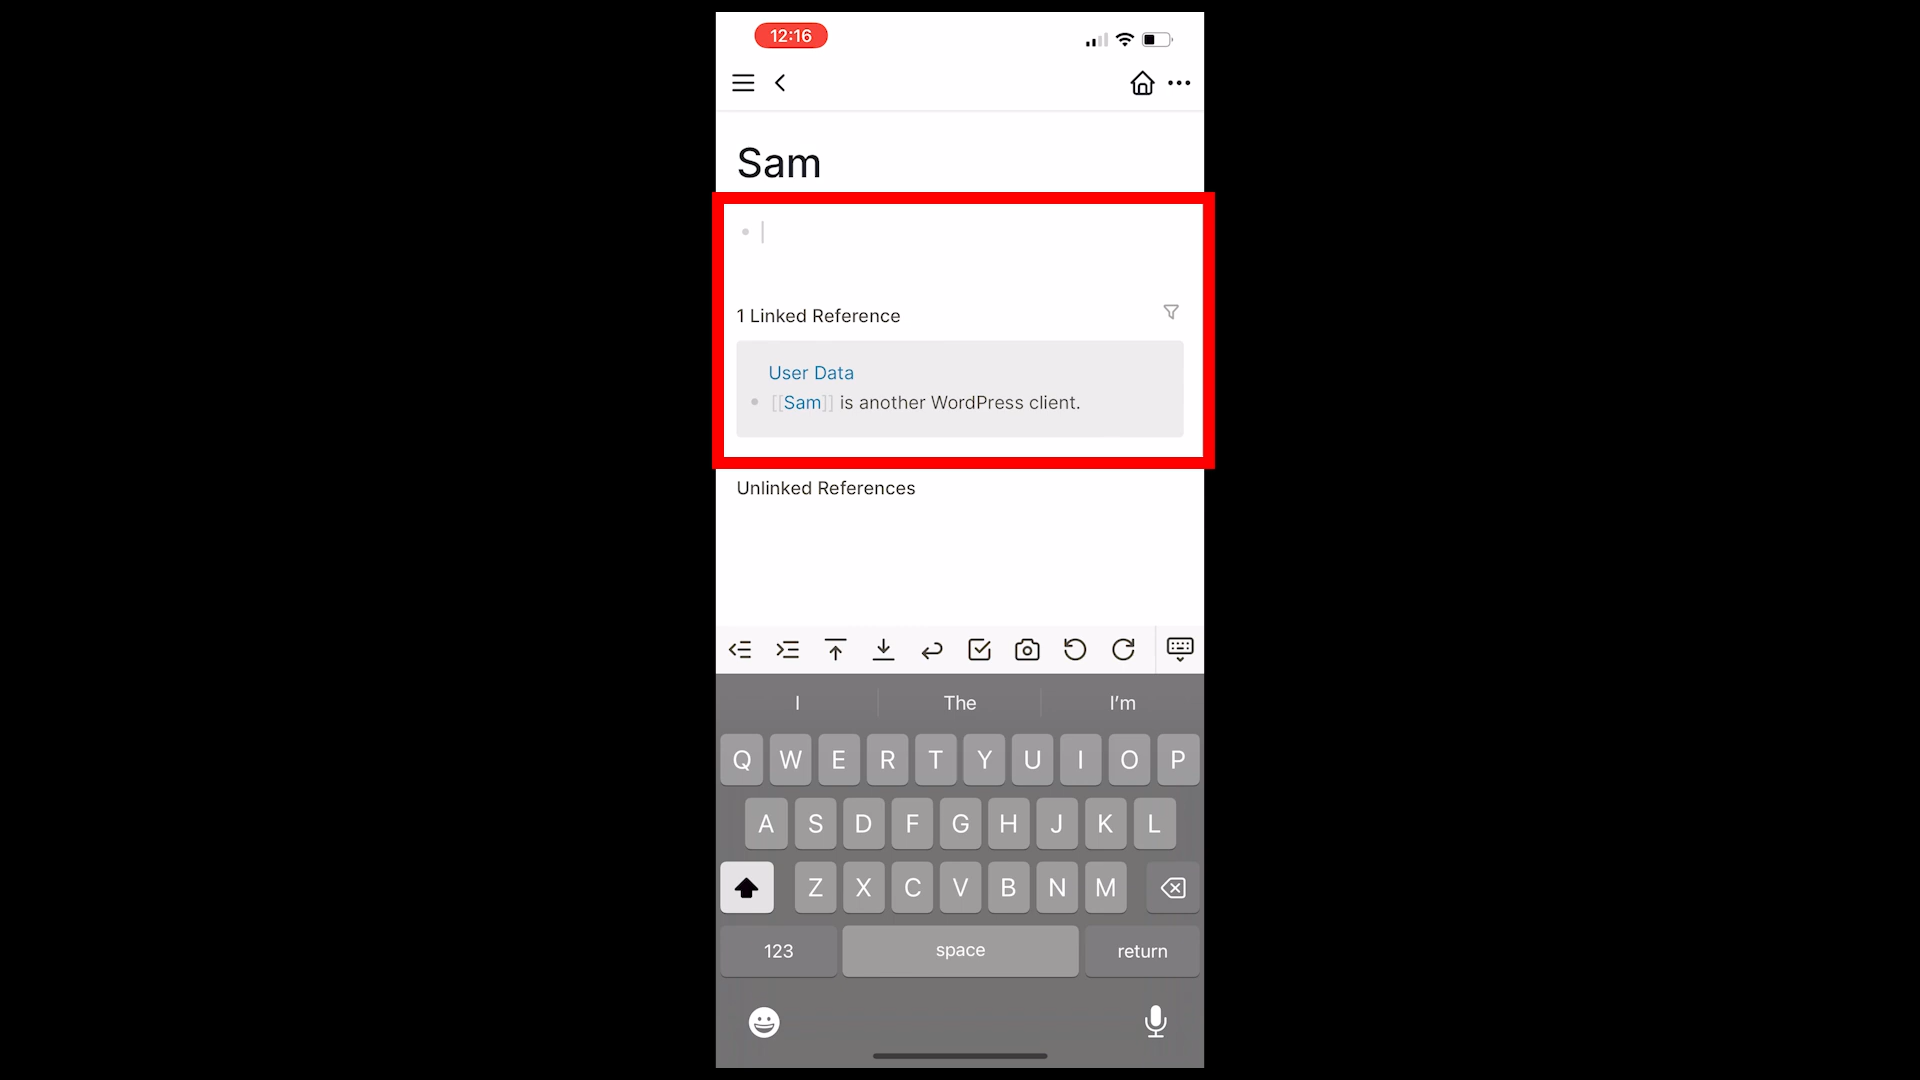 12:16
Sam
1 Linked Reference
User Data
[[Sam]] is another WordPress client.
Unlinked References
I The I'm
Q W E R T Y U I O P
A S D F G H J K L
Z X C V B N M
123 space return